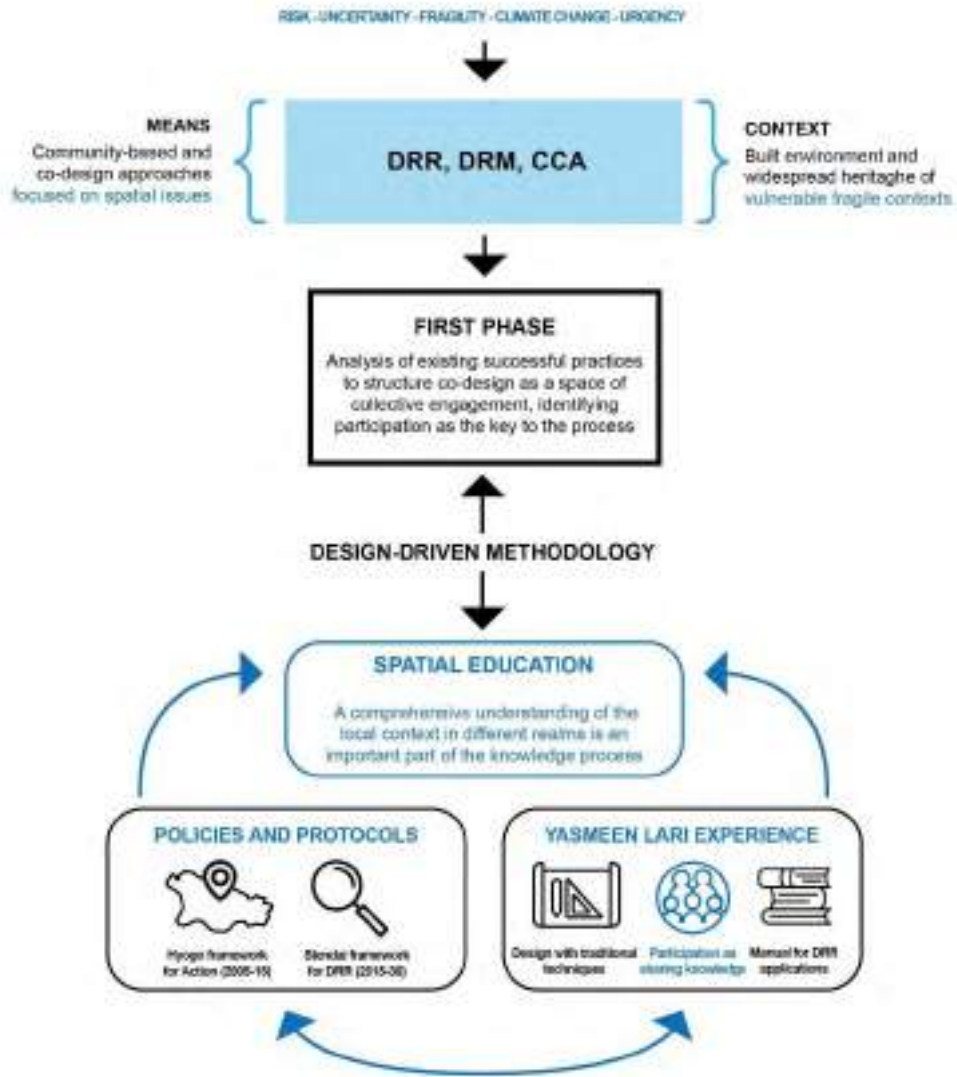 RISK - UNCERTAINTY - FRAGILITY - CLIMATE CHANGE - URGENCY
MEANS
Community-based and
co-design approaches
focused on spatial issues
DRR, DRM, CCA
CONTEXT
Built environment and
widespread heritaghe of
vulnerable fragile contexts
FIRST PHASE
Analysis of existing successful practices
to structure co-design as a space of
collective engagement, identifying
participation as the key to the process
DESIGN-DRIVEN METHODOLOGY
SPATIAL EDUCATION
A comprehensive understanding of the
local context in different realms is an
important part of the knowledge process
POLICIES AND PROTOCOLS
Hyogo framework
for Action (2005-15)
Sendai framework
for DRR (2015-30)
YASMEEN LARI EXPERIENCE
Design with traditional
techniques
Participation as
sharing knowledge
Manual for DRR
applications